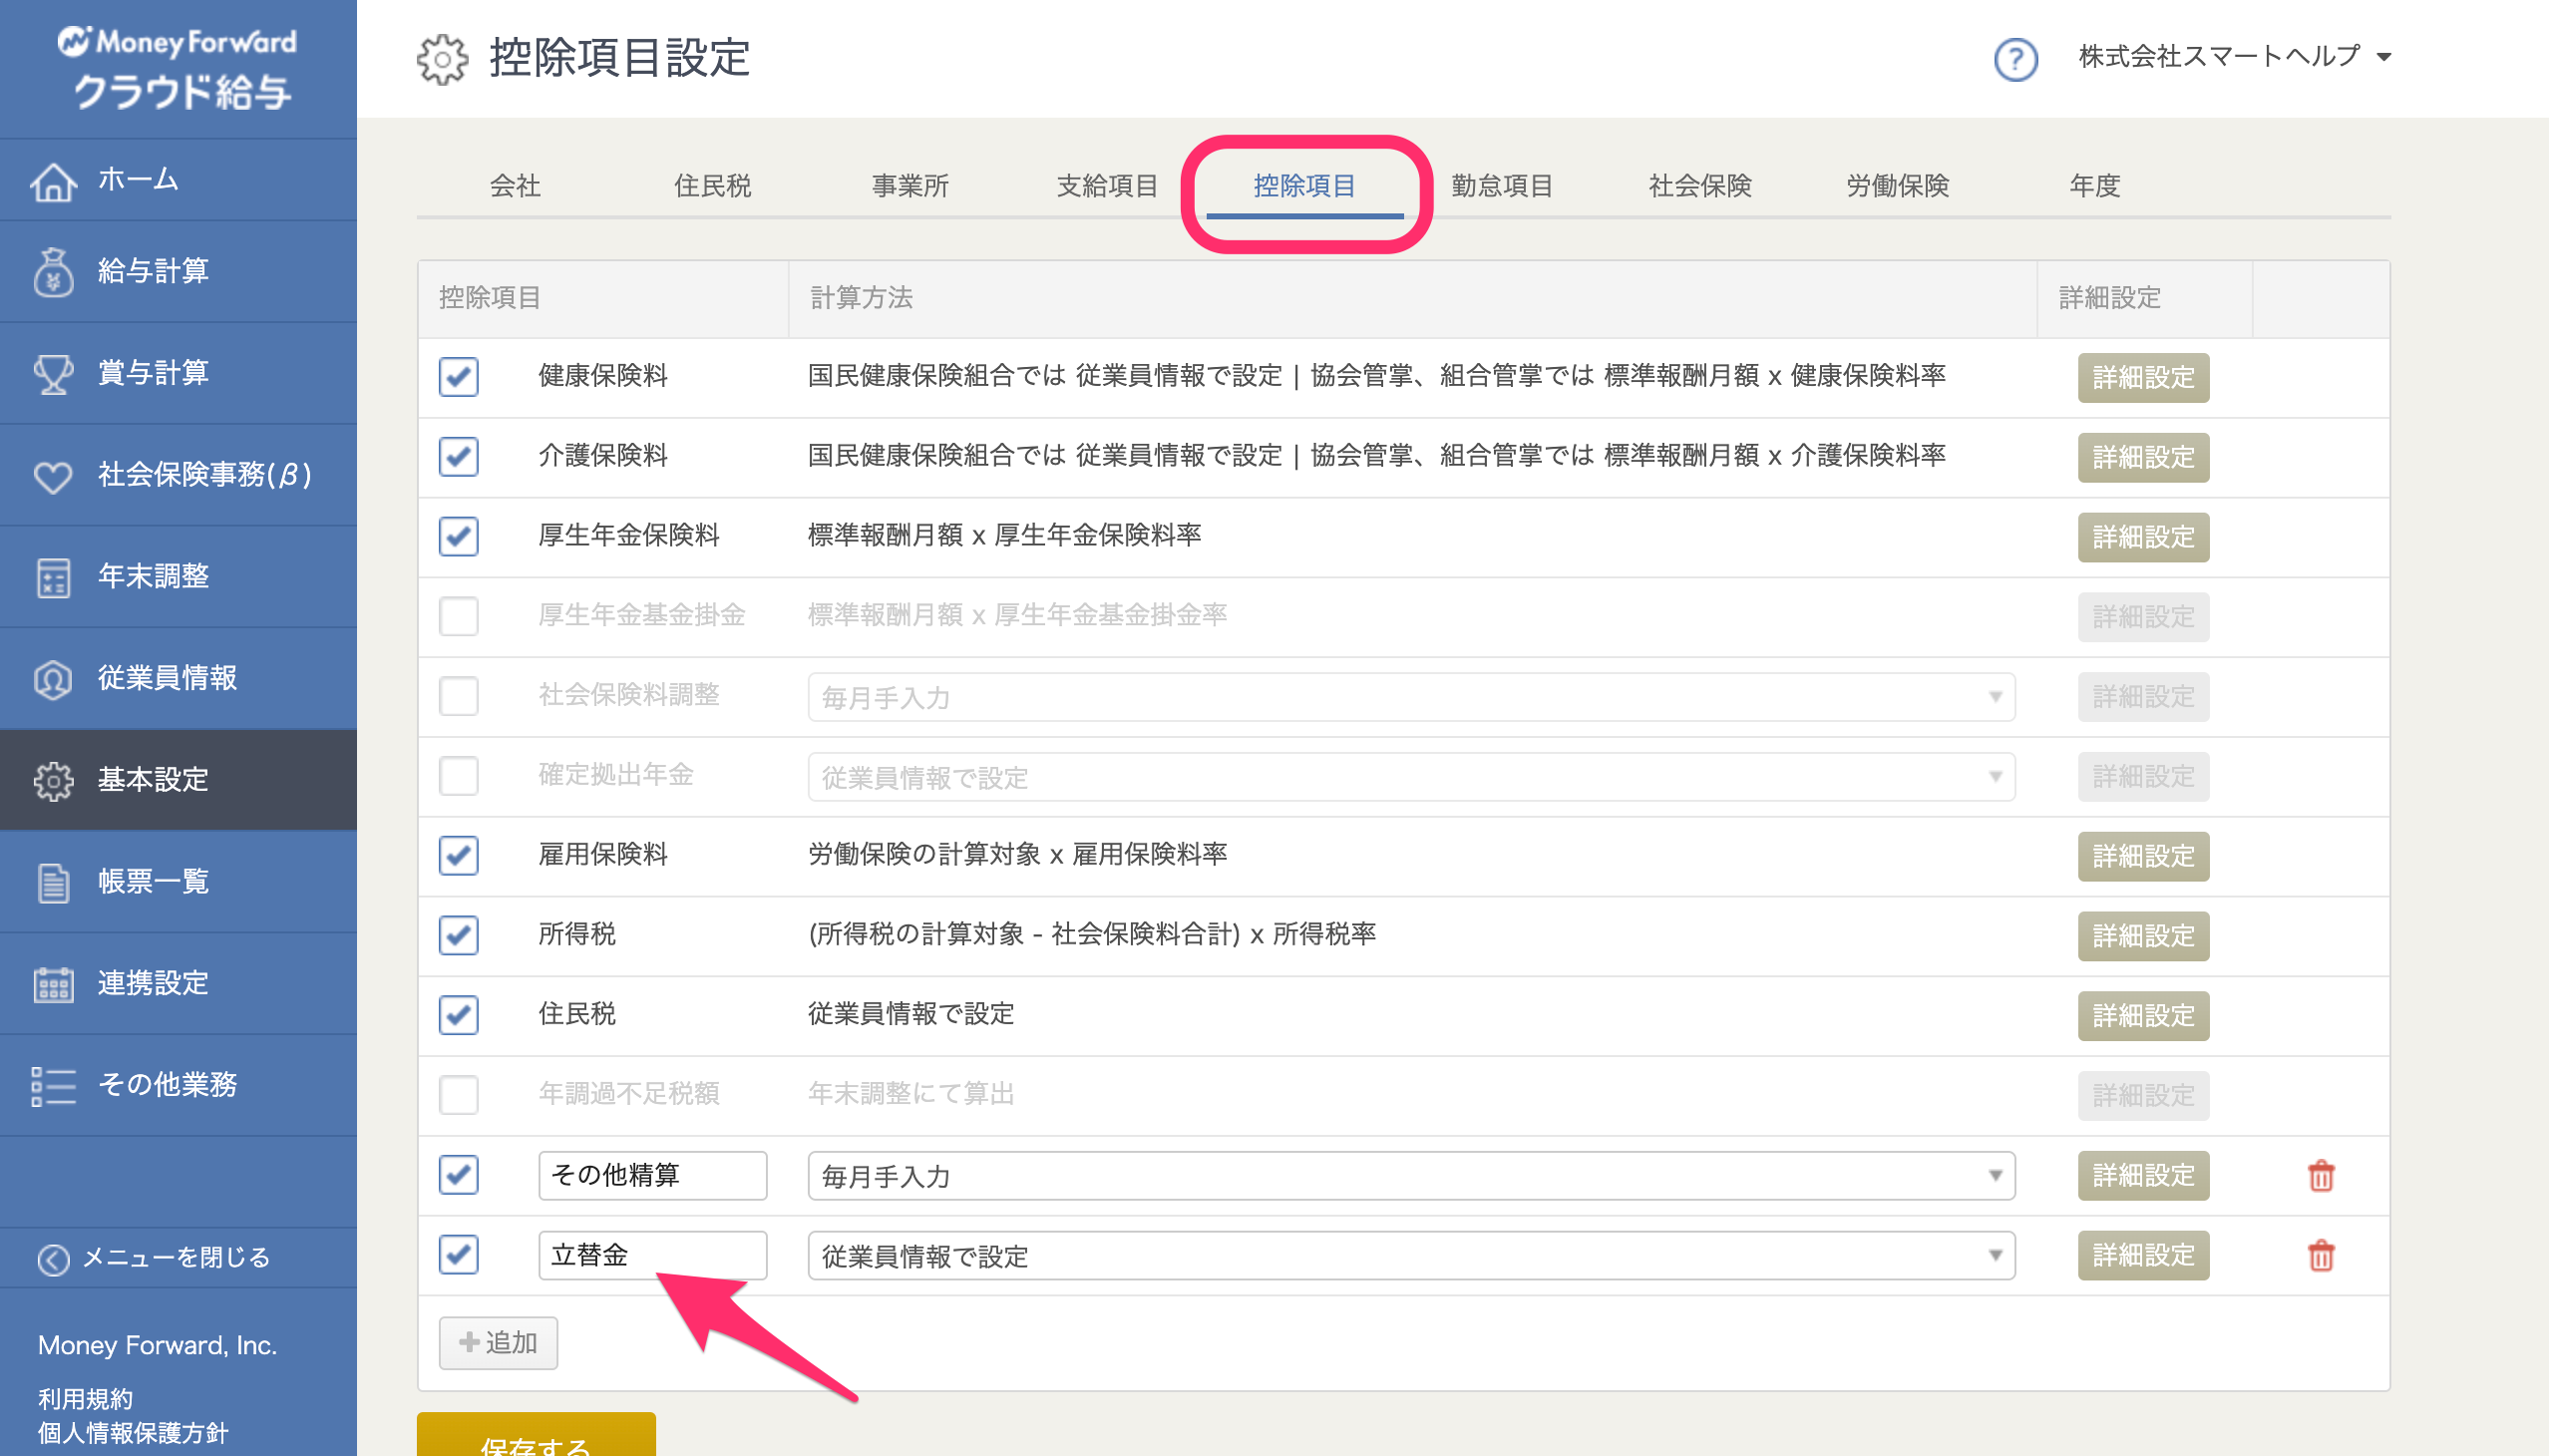 Money Forward
クラウド給与
ホーム
給与計算
賞与計算
社会保険事務(β)
年末調整
従業員情報
基本設定
帳票一覧
連携設定
その他業務
メニューを閉じる
Money Forward, Inc.
利用規約
個人情報保護方針
控除項目設定
? 株式会社スマートヘルプ
会社 住民税 事業所 支給項目 控除項目 勤怠項目 社会保険 労働保険 年度
控除項目 計算方法 詳細設定
健康保険料 国民健康保険組合では 従業員情報で設定 | 協会管掌、組合管掌では 標準報酬月額 x 健康保険料率 詳細設定
介護保険料 国民健康保険組合では 従業員情報で設定 | 協会管掌、組合管掌では 標準報酬月額 x 介護保険料率 詳細設定
厚生年金保険料 標準報酬月額 x 厚生年金保険料率 詳細設定
厚生年金基金掛金 標準報酬月額 x 厚生年金基金掛金率 詳細設定
社会保険料調整 毎月手入力 詳細設定
確定拠出年金 従業員情報で設定 詳細設定
雇用保険料 労働保険の計算対象 x 雇用保険料率 詳細設定
所得税 (所得税の計算対象 - 社会保険料合計) x 所得税率 詳細設定
住民税 従業員情報で設定 詳細設定
年調過不足税額 年末調整にて算出 詳細設定
その他精算 毎月手入力 詳細設定
立替金 従業員情報で設定 詳細設定
+追加
保存する